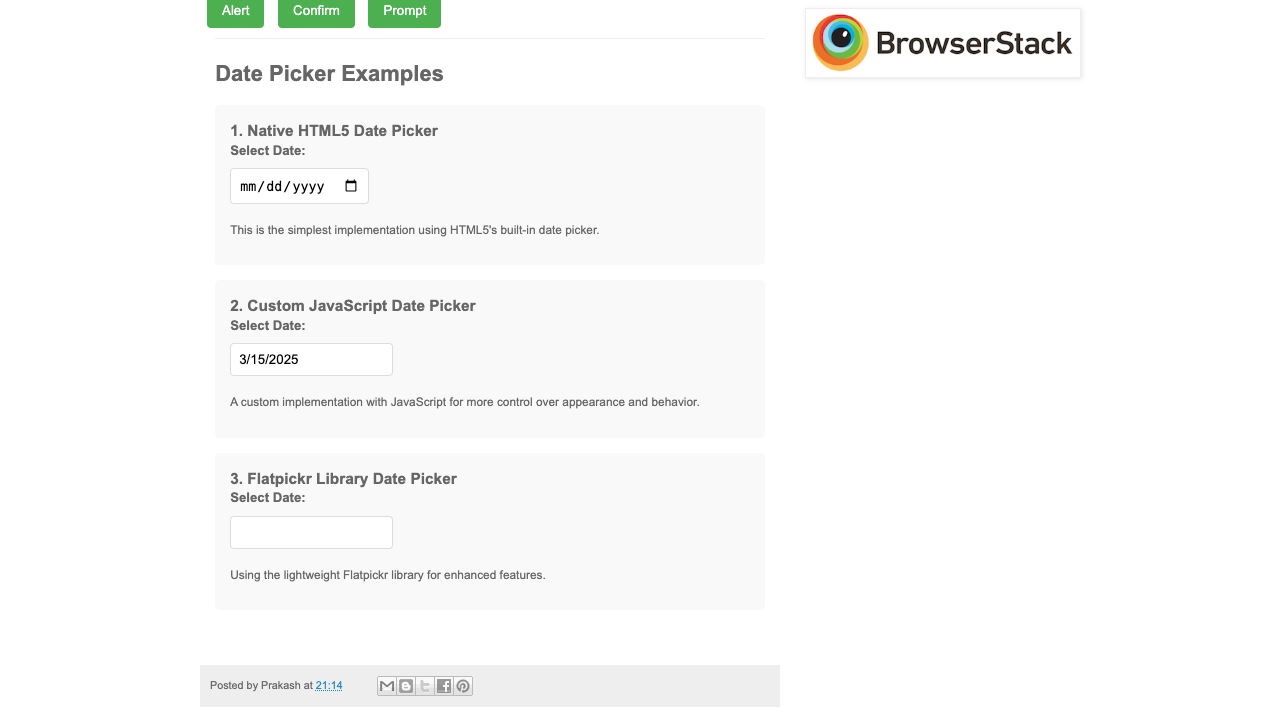 Alert Confirm Prompt
BrowserStack
Date Picker Examples
1. Native HTML5 Date Picker
Select Date:
mm/dd/yyyy
This is the simplest implementation using HTML5's built-in date picker.
2. Custom JavaScript Date Picker
Select Date:
3/15/2025
A custom implementation with JavaScript for more control over appearance and behavior.
3. Flatpickr Library Date Picker
Select Date:
Using the lightweight Flatpickr library for enhanced features.
Posted by Prakash at 21:14